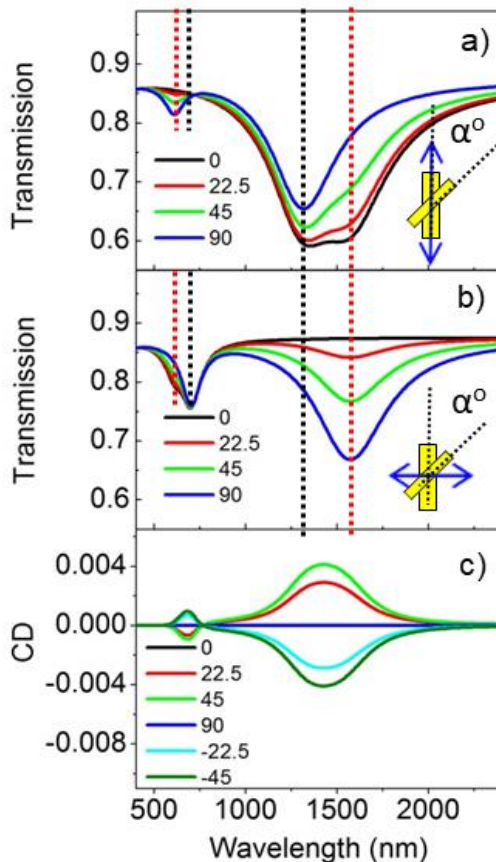 a)
0.9
0.8
0.7
0.6
Transmission
0
22.5
45
90
α°
b)
0.9
0.8
0.7
0.6
Transmission
0
22.5
45
90
α°
c)
0.004
0.000
-0.004
-0.008
CD
0
22.5
45
90
-22.5
-45
500 1000 1500 2000
Wavelength (nm)